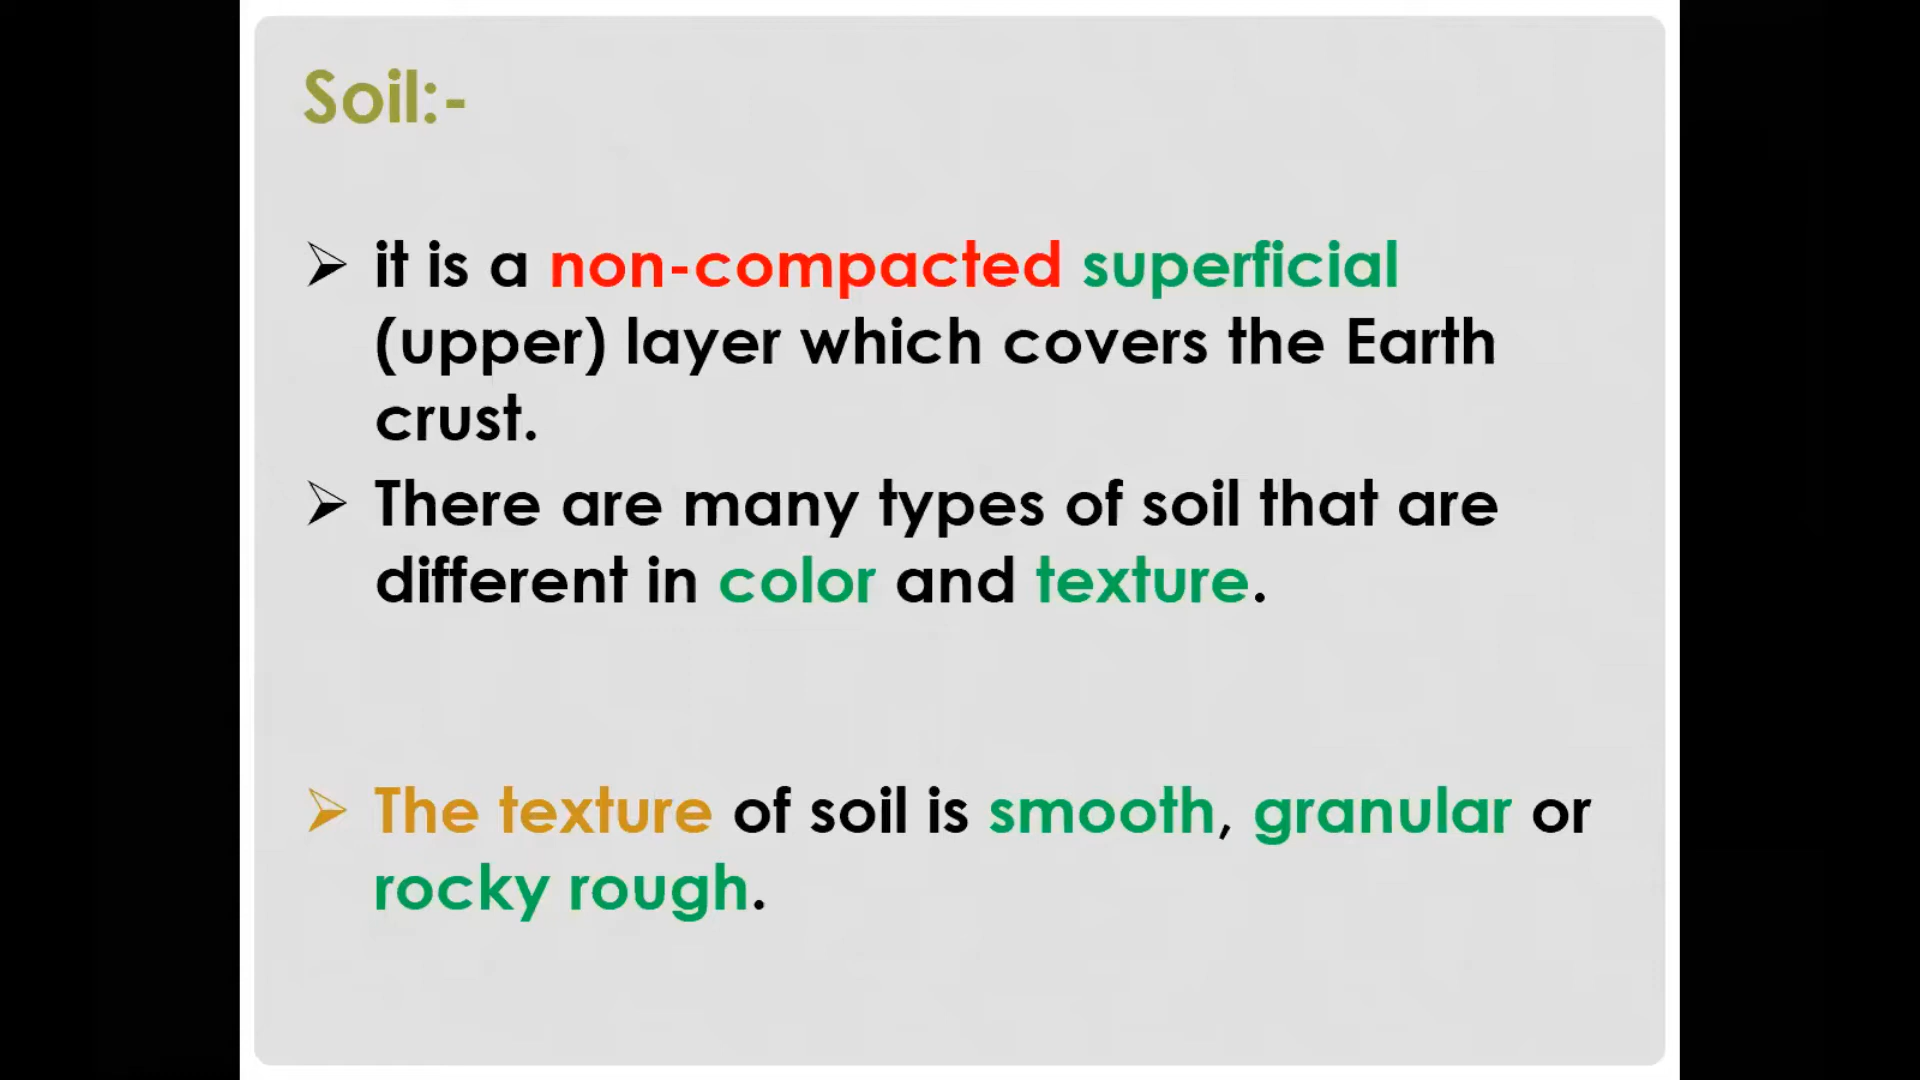 Soil:-
➢ it is a non-compacted superficial
(upper) layer which covers the Earth
crust.
➢ There are many types of soil that are
different in color and texture.
➢ The texture of soil is smooth, granular or
rocky rough.